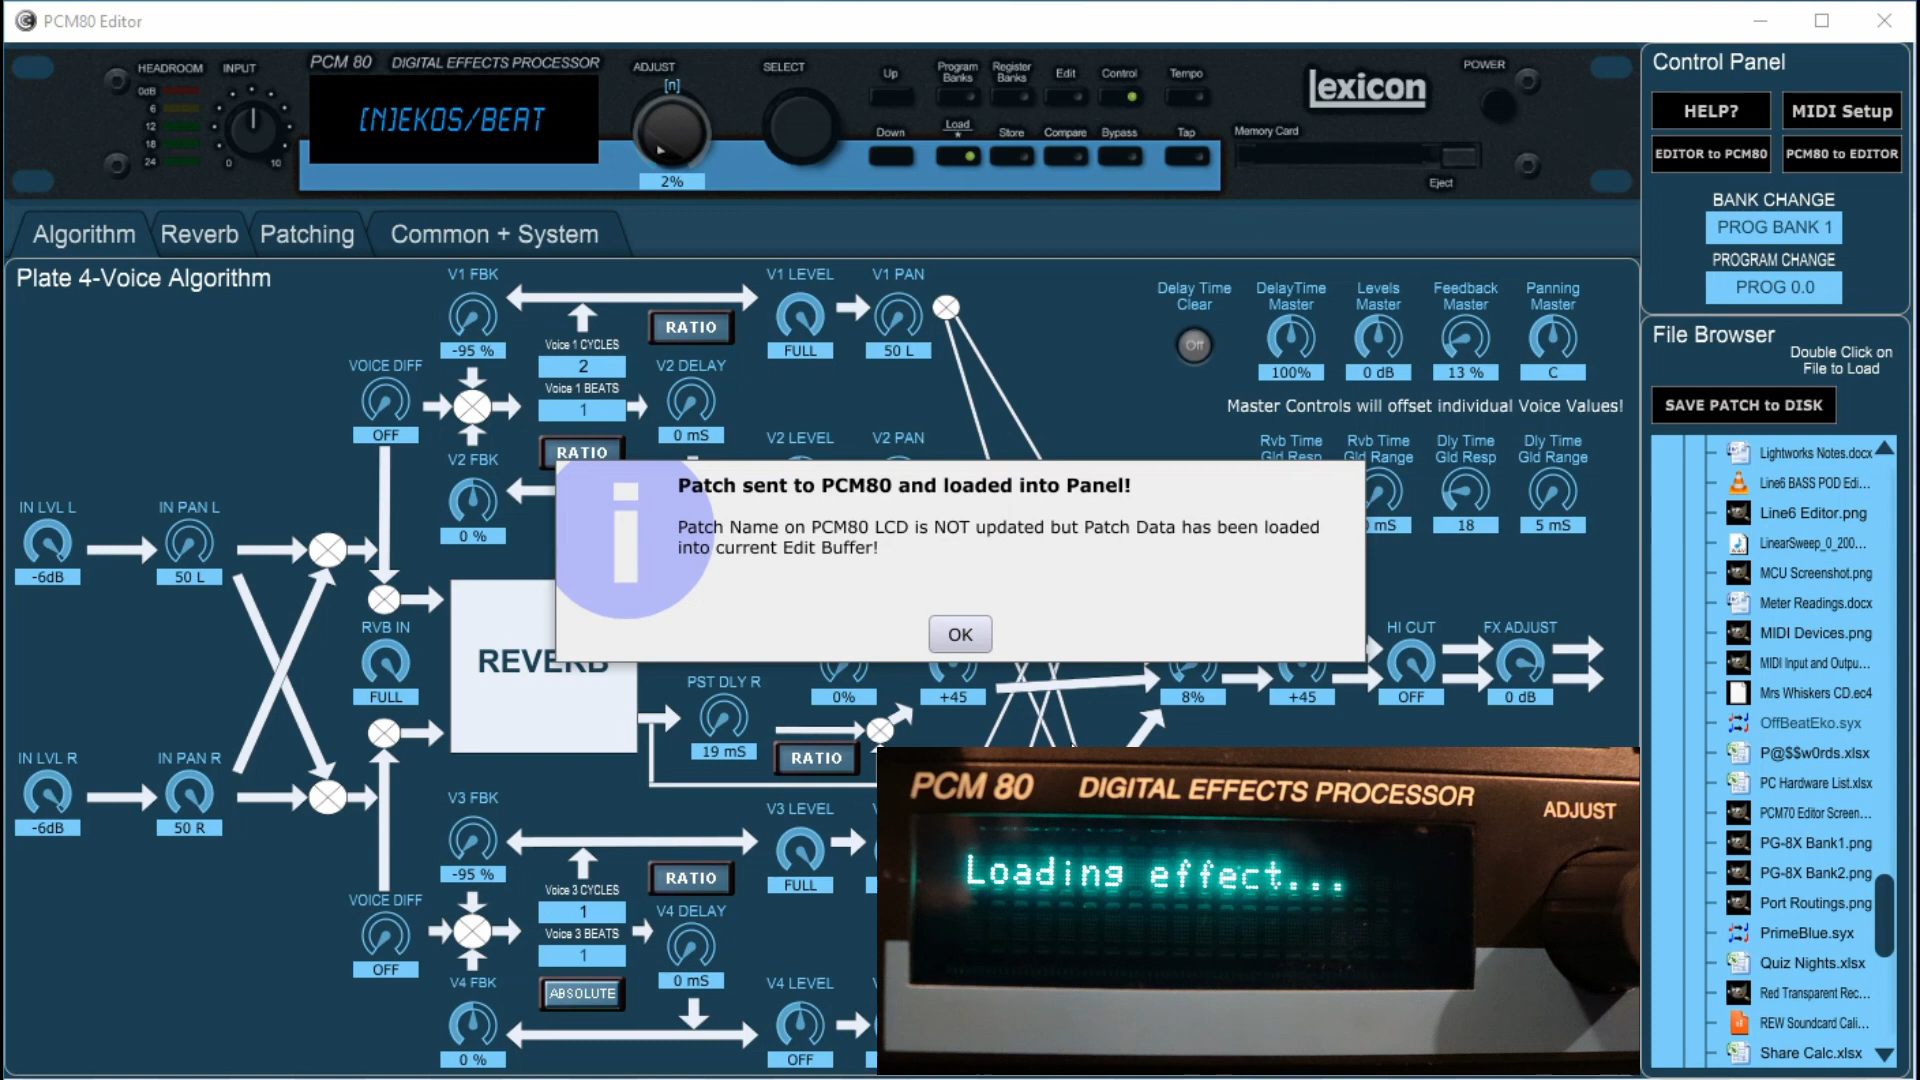 PCM80 Editor
HEADROOM
INPUT
0dB
6
12
18
24
0
10
PCM 80 DIGITAL EFFECTS PROCESSOR
[N]EKOS/BEAT
ADJUST
[n]
2%
SELECT
Up
Program Banks
Register Banks
Edit
Control
Tempo
Down
Load
*
Store
Compare
Bypass
Tap
lexicon
Memory Card
Eject
POWER
Control Panel
HELP?
MIDI Setup
EDITOR to PCM80
PCM80 to EDITOR
BANK CHANGE
PROG BANK 1
PROGRAM CHANGE
PROG 0.0
Algorithm
Reverb
Patching
Common + System
Plate 4-Voice Algorithm
V1 FBK
-95 %
RATIO
Voice 1 CYCLES
2
Voice 1 BEATS
1
V1 LEVEL
FULL
V1 PAN
50 L
VOICE DIFF
OFF
V2 DELAY
0 mS
RATIO
V2 FBK
0 %
V2 LEVEL
V2 PAN
Delay Time Clear
Off
DelayTime Master
100%
Levels Master
0 dB
Feedback Master
13 %
Panning Master
C
Master Controls will offset individual Voice Values!
Rvb Time Gld Resp
Rvb Time Gld Range
mS
Dly Time Gld Resp
18
Dly Time Gld Range
5 mS
Patch sent to PCM80 and loaded into Panel!
Patch Name on PCM80 LCD is NOT updated but Patch Data has been loaded
into current Edit Buffer!
OK
IN LVL L
-6dB
IN PAN L
50 L
RVB IN
FULL
REVERB
PST DLY R
19 mS
RATIO
0%
+45
8%
+45
HI CUT
OFF
FX ADJUST
0 dB
IN LVL R
-6dB
IN PAN R
50 R
V3 FBK
-95 %
RATIO
Voice 3 CYCLES
1
Voice 3 BEATS
1
V3 LEVEL
FULL
VOICE DIFF
OFF
V4 DELAY
0 mS
ABSOLUTE
V4 FBK
0 %
V4 LEVEL
OFF
PCM 80 DIGITAL EFFECTS PROCESSOR
ADJUST
Loading effect...
File Browser
Double Click on
File to Load
SAVE PATCH to DISK
Lightworks Notes.docx
Line6 BASS POD Edi...
Line6 Editor.png
LinearSweep_0_200...
MCU Screenshot.png
Meter Readings.docx
MIDI Devices.png
MIDI Input and Outpu...
Mrs Whiskers CD.ec4
OffBeatEko.syx
P@$$w0rds.xlsx
PC Hardware List.xlsx
PCM70 Editor Screen...
PG-8X Bank1.png
PG-8X Bank2.png
Port Routings.png
PrimeBlue.syx
Quiz Nights.xlsx
Red Transparent Rec...
REW Soundcard Cali...
Share Calc.xlsx